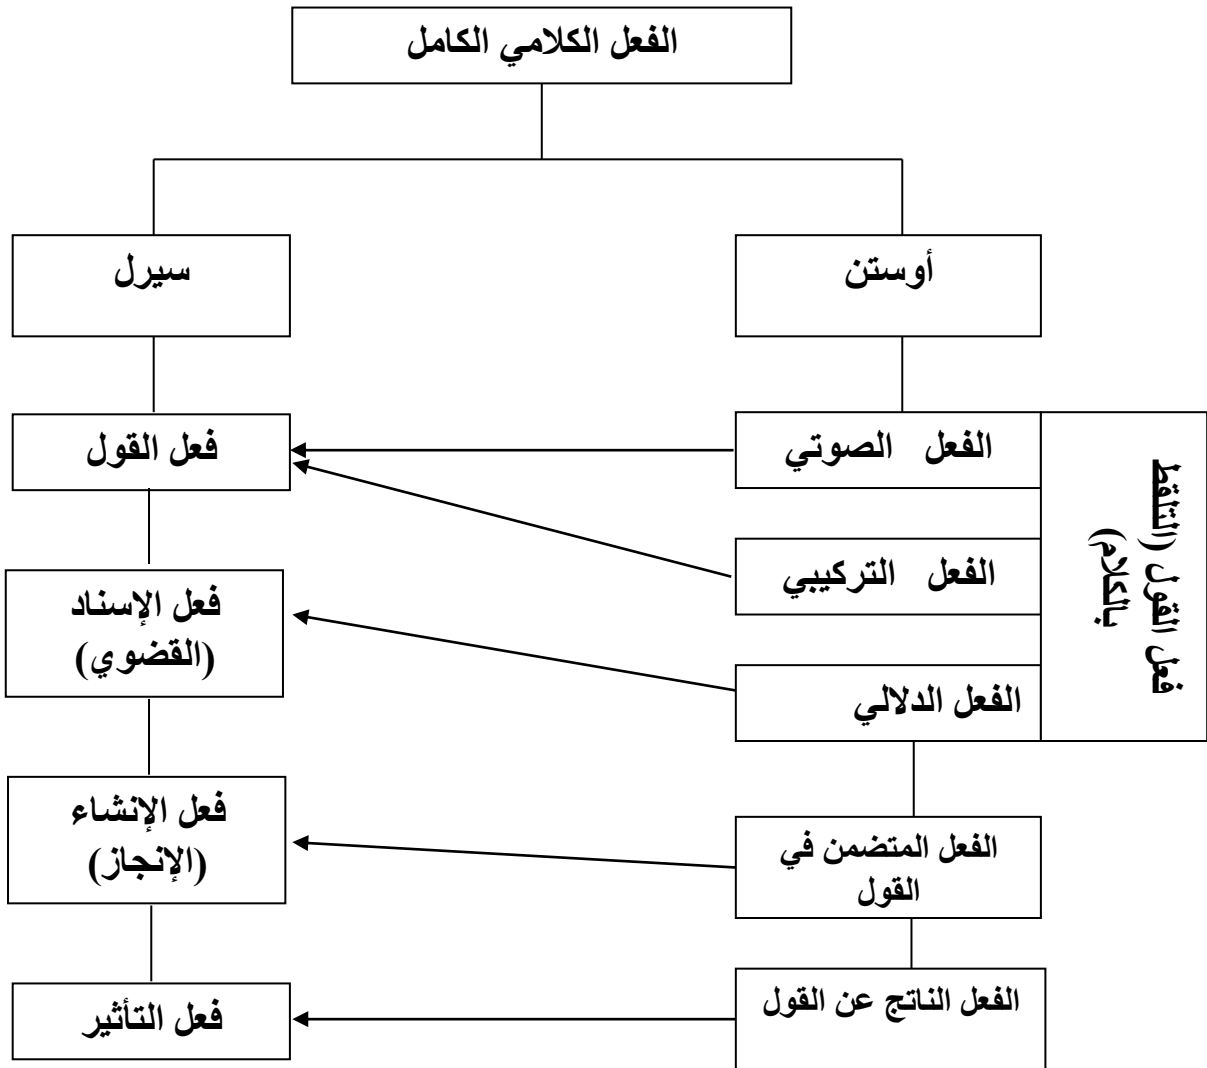 الفعل الكلامي الكامل
أوستن
سيرل
فعل القول (التلفظ
بالكلام)
الفعل الصوتي
فعل القول
الفعل التركيبي
فعل الإسناد
(القضوي)
الفعل الدلالي
فعل الإنشاء
(الإنجاز)
الفعل المتضمن في
القول
الفعل الناتج عن القول
فعل التأثير